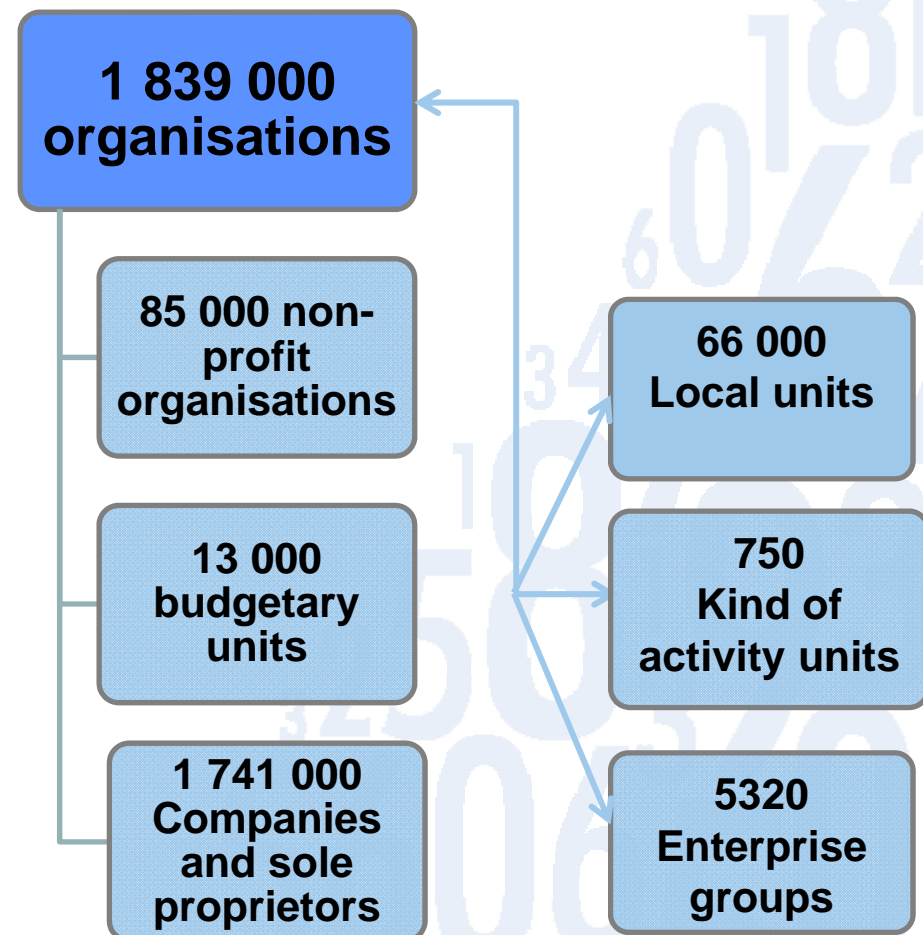 1 839 000
organisations
85 000 non-
profit
organisations
13 000
budgetary
units
1 741 000
Companies
and sole
proprietors
66 000
Local units
750
Kind of
activity units
5320
Enterprise
groups